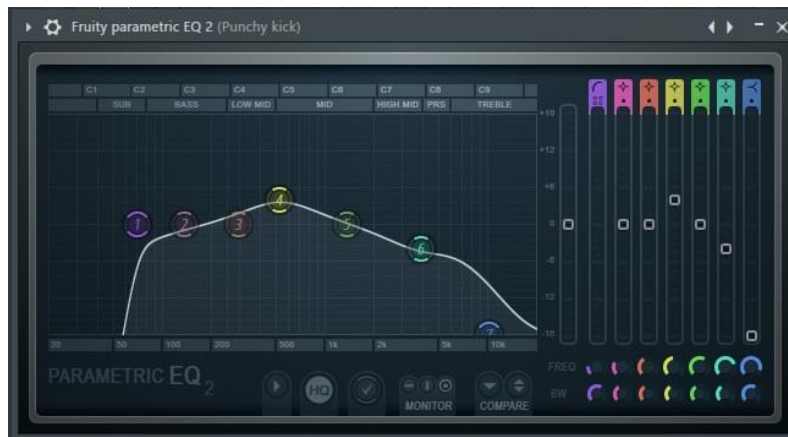 Fruity parametric EQ 2 (Punchy kick)
C1 C2 C3 C4 C5 C6 C7 C8 C9
SUB BASS LOW MID MID HIGH MID PRS TREBLE
+18
+12
+6
0
-6
-12
-18
1 2 3 4 5 6 7
20 50 100 200 500 1k 2k 5k 10k
FREQ
BW
PARAMETRIC EQ 2
HQ
MONITOR
COMPARE